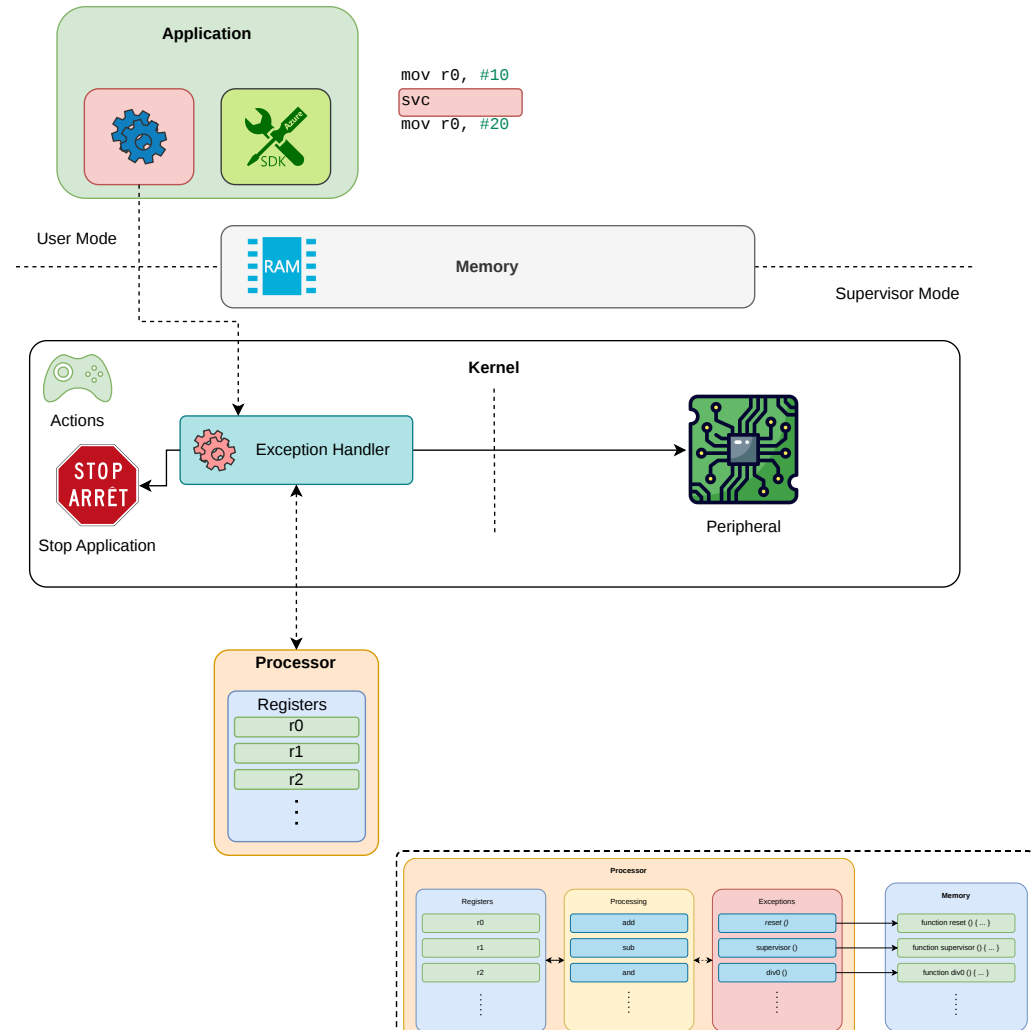 Application
mov r0, #10
svc
mov r0, #20
Azure
SDK
User Mode
RAM
Memory
Supervisor Mode
Kernel
Actions
Exception Handler
STOP
ARRÊT
Stop Application
Peripheral
Processor
Registers
r0
r1
r2
Processor
Registers
Processing
Exceptions
Memory
r0
add
reset ()
function reset () { ... }
r1
sub
supervisor ()
function supervisor () { ... }
r2
and
div0 ()
function div0 () { ... }